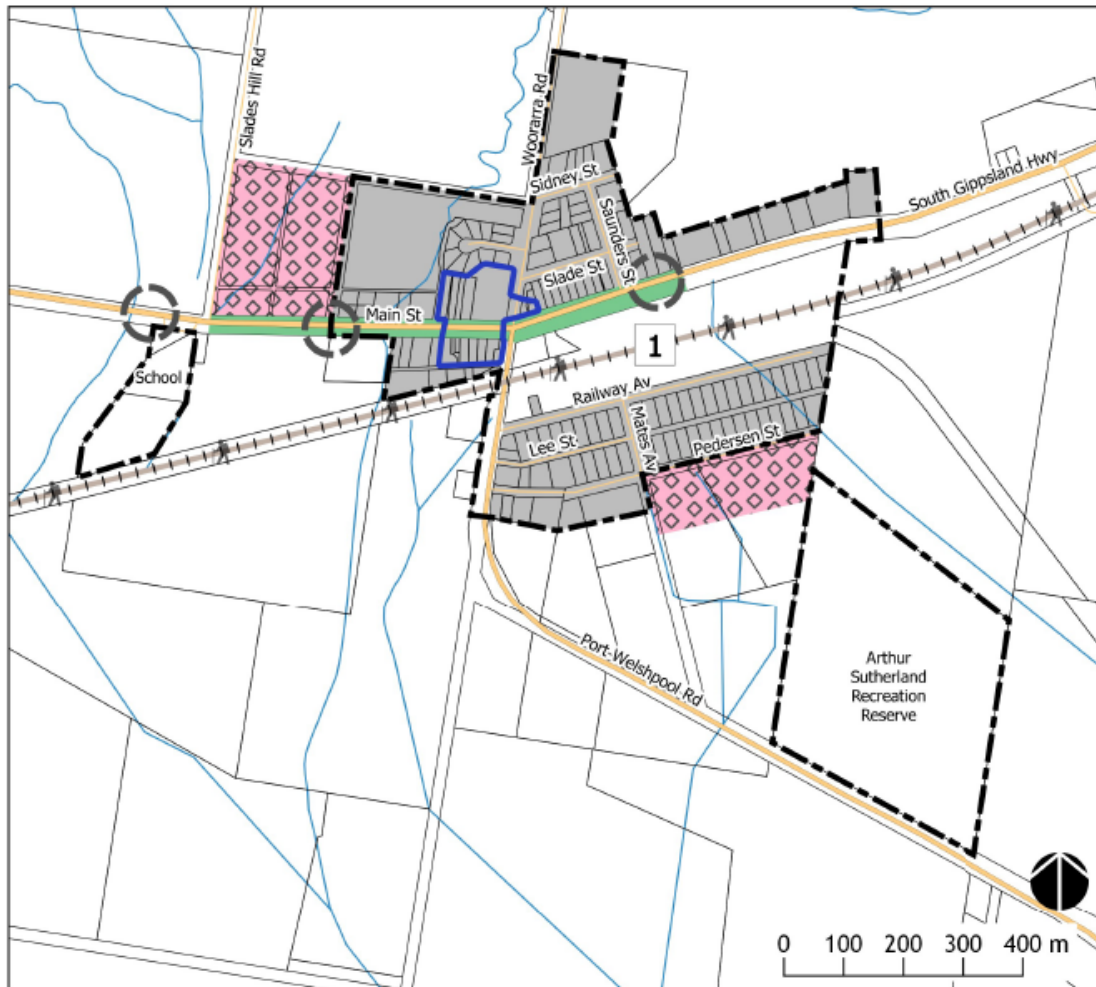 Slades Hill Rd
Woorarra Rd
Sidney St
Saunders St
South Gippsland Hwy
Slade St
Main St
1
School
Railway Av
Mates Av
Lee St
Pedersen St
Port Welshpool Rd
Arthur
Sutherland
Recreation
Reserve
0 100 200 300 400 m